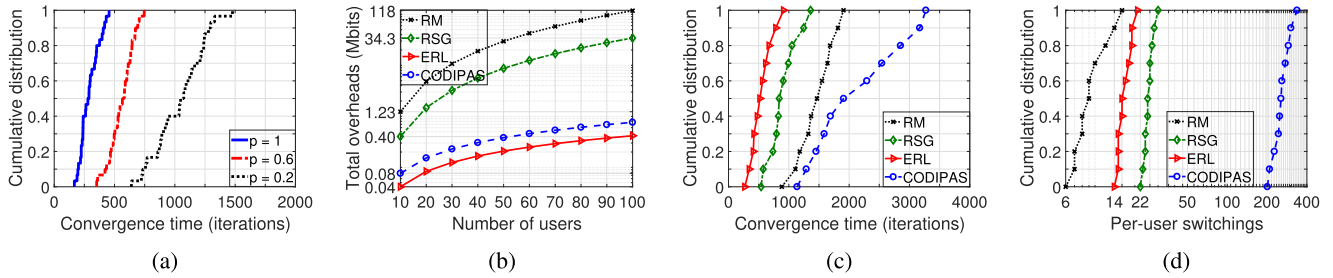 1
0.8
0.6
0.4
0.2
0
Cumulative distribution
0 250 500 750 1000 1500 2000
Convergence time (iterations)
p = 1
p = 0.6
p = 0.2
(a)
118
34.3
1.23
0.40
0.08
0.04
Total overheads (Mbits)
10 20 30 40 50 60 70 80 90 100
Number of users
RM
RSG
ERL
CODIPAS
(b)
1
0.8
0.6
0.4
0.2
0
Cumulative distribution
0 1000 2000 3000 4000
Convergence time (iterations)
RM
RSG
ERL
CODIPAS
(c)
1
0.8
0.6
0.4
0.2
0
Cumulative distribution
6 14 22 50 100 200 400
Per-user switchings
RM
RSG
ERL
CODIPAS
(d)